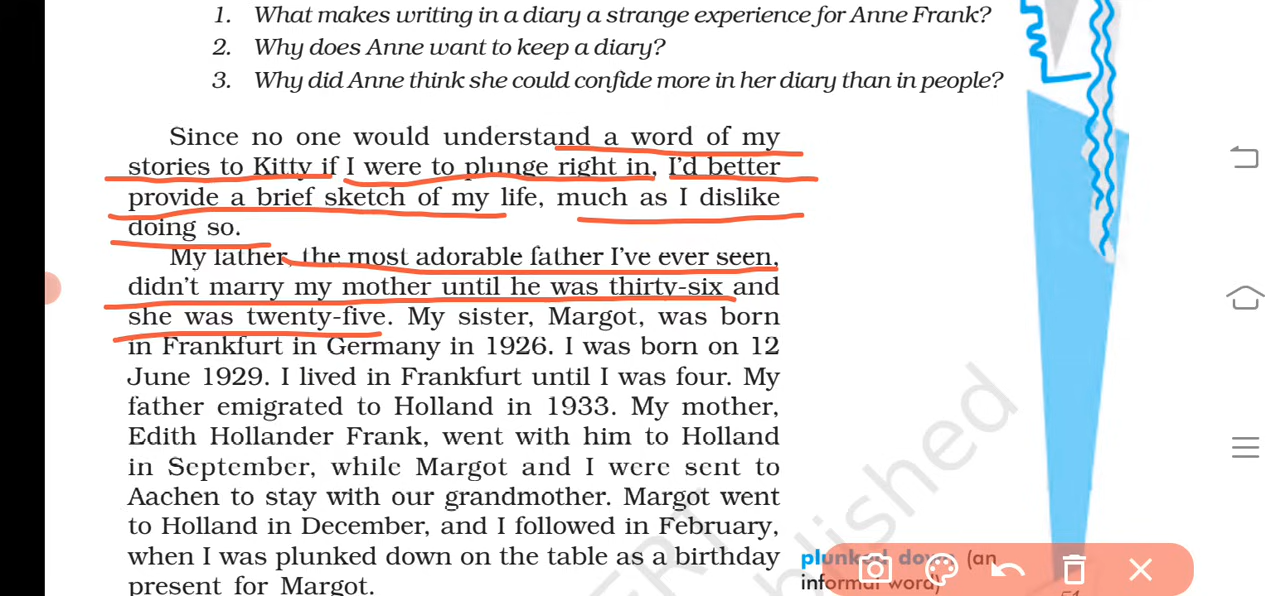 1. What makes writing in a diary a strange experience for Anne Frank?
2. Why does Anne want to keep a diary?
3. Why did Anne think she could confide more in her diary than in people?
Since no one would understand a word of my
stories to Kitty if I were to plunge right in, I'd better
provide a brief sketch of my life, much as I dislike
doing so.
My father, the most adorable father I've ever seen,
didn't marry my mother until he was thirty-six and
she was twenty-five. My sister, Margot, was born
in Frankfurt in Germany in 1926. I was born on 12
June 1929. I lived in Frankfurt until I was four. My
father emigrated to Holland in 1933. My mother,
Edith Hollander Frank, went with him to Holland
in September, while Margot and I were sent to
Aachen to stay with our grandmother. Margot went
to Holland in December, and I followed in February,
when I was plunked down on the table as a birthday
present for Margot.
plunked down (an
informal word)